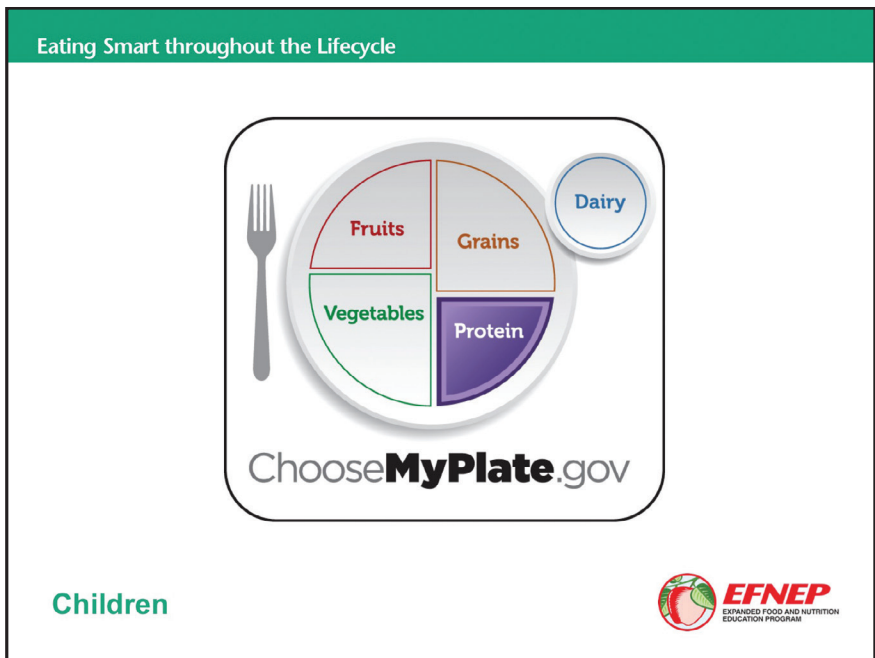 Eating Smart throughout the Lifecycle
Fruits
Grains
Dairy
Vegetables
Protein
ChooseMyPlate.gov
Children
EFNEP
EXPANDED FOOD AND NUTRITION
EDUCATION PROGRAM